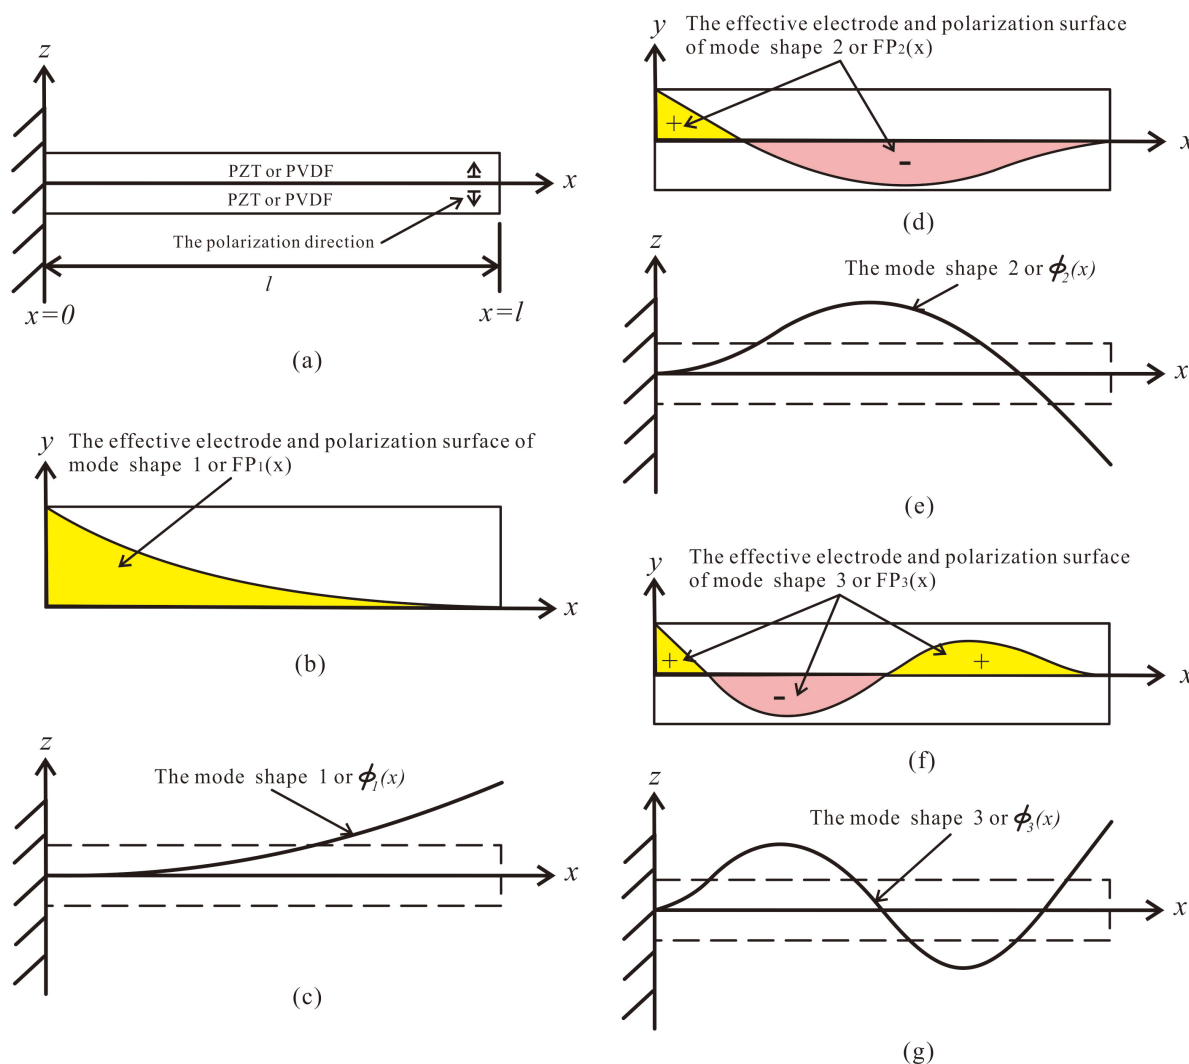 z
PZT or PVDF
PZT or PVDF
x
The polarization direction
l
x=0
x=l
(a)
y
The effective electrode and polarization surface of
mode shape 1 or FP1(x)
x
(b)
z
The mode shape 1 or ϕ1(x)
x
(c)
y
The effective electrode and polarization surface
of mode shape 2 or FP2(x)
+
-
x
(d)
z
The mode shape 2 or ϕ2(x)
x
(e)
The effective electrode and polarization surface
y
of mode shape 3 or FP3(x)
+
-
+
x
(f)
z
The mode shape 3 or ϕ3(x)
x
(g)